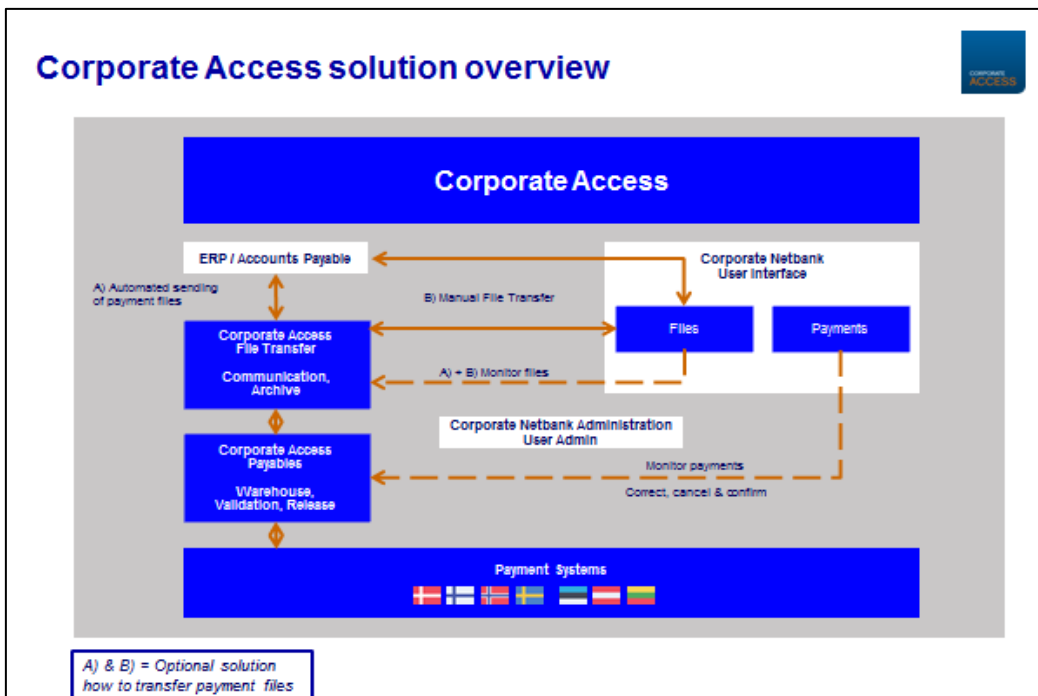 Corporate Access solution overview
CORPORATE
ACCESS
Corporate Access
ERP / Accounts Payable
Corporate Netbank
User Interface
A) Automated sending
of payment files
B) Manual File Transfer
Files
Payments
Corporate Access
File Transfer
Communication,
Archive
A) + B) Monitor files
Corporate Netbank Administration
User Admin
Corporate Access
Payables
Warehouse,
Validation, Release
Monitor payments
Correct, cancel & confirm
Payment Systems
A) & B) = Optional solution
how to transfer payment files